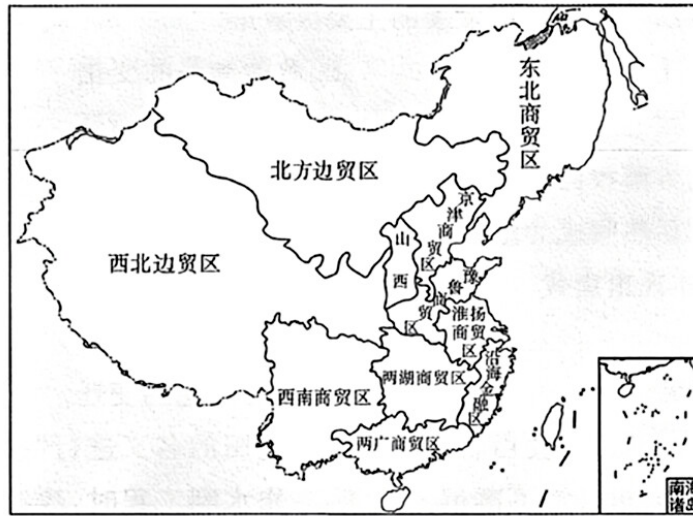 东北商贸区
北方边贸区
京津商贸区
山西
西北边贸区
豫鲁商贸区
淮扬商贸区
沿海金融区
西南商贸区
两湖商贸区
两广商贸区
南海诸岛